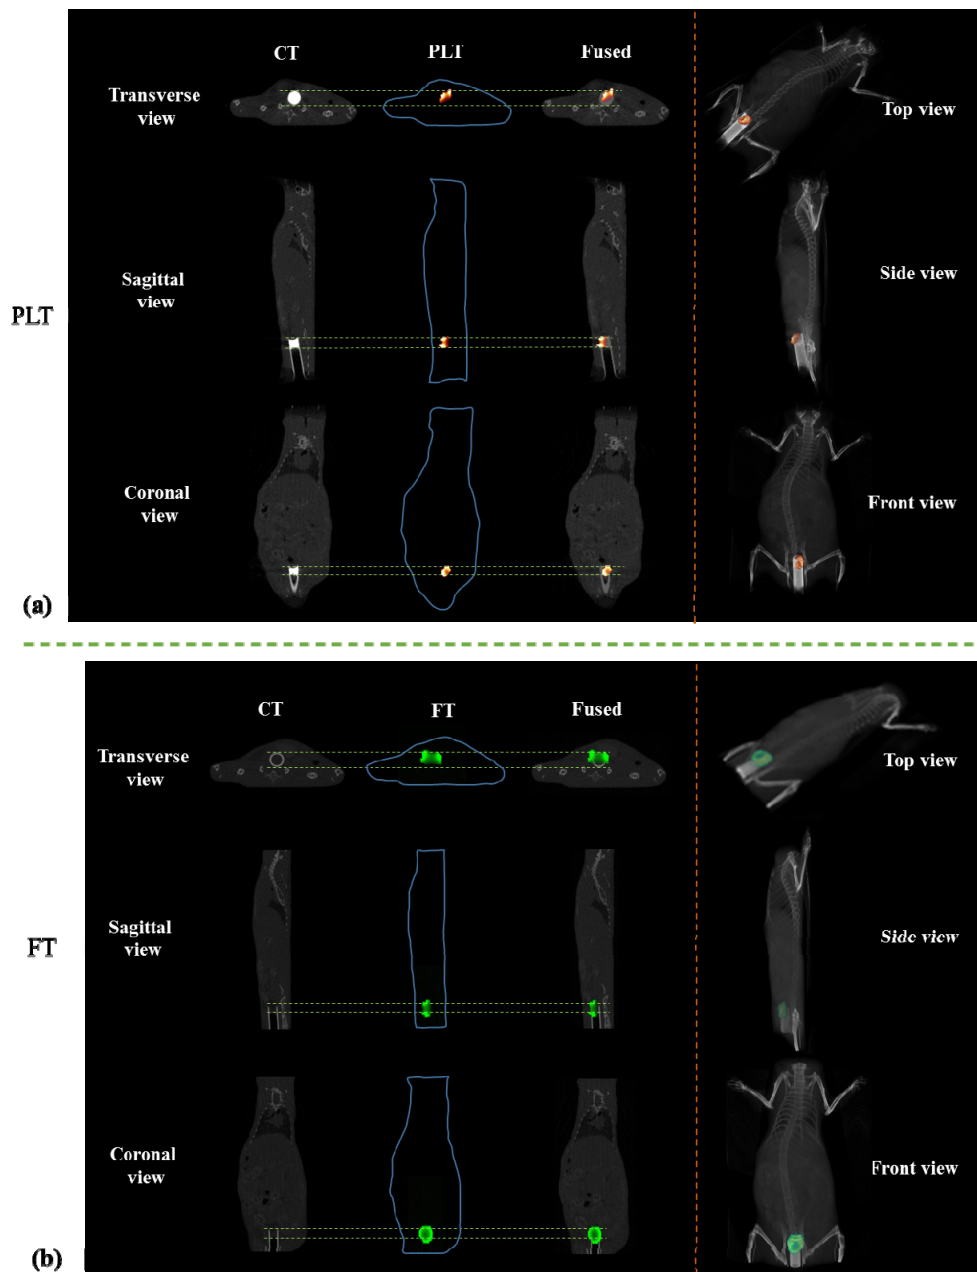 CT PLT Fused
Transverse
view
Top view
Sagittal
view
Side view
PLT
Coronal
view
Front view
(a)
CT FT Fused
Transverse
view
Top view
Sagittal
view
Side view
FT
Coronal
view
Front view
(b)